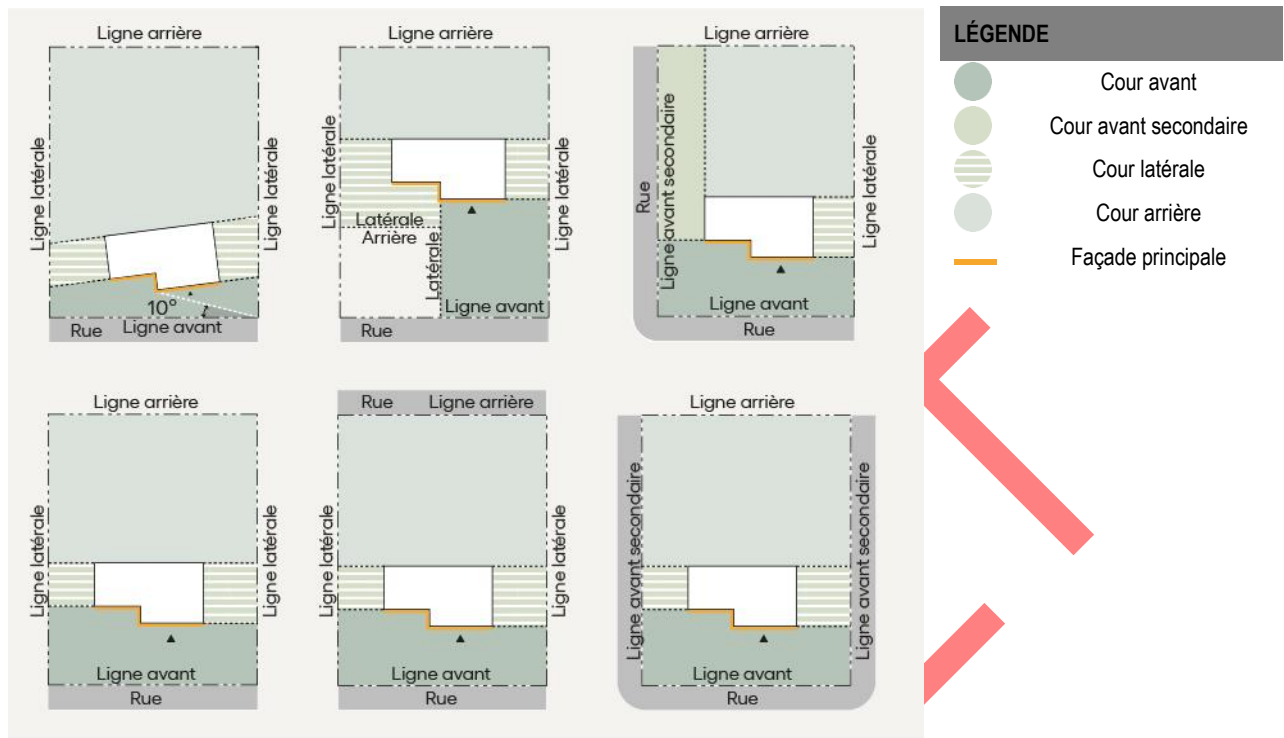 Ligne arrière
Ligne latérale
Ligne latérale
10°
Rue
Ligne avant
Ligne arrière
Ligne latérale
Ligne latérale
Latérale
Arrière
Latérale
Ligne avant
Rue
Ligne arrière
Rue
Ligne avant secondaire
Ligne latérale
Ligne avant
Rue
Ligne arrière
Ligne latérale
Ligne latérale
Ligne avant
Rue
Rue
Ligne arrière
Ligne latérale
Ligne latérale
Ligne avant
Rue
Ligne arrière
Ligne avant secondaire
Ligne avant secondaire
Ligne avant
Rue
LÉGENDE
Cour avant
Cour avant secondaire
Cour latérale
Cour arrière
Façade principale